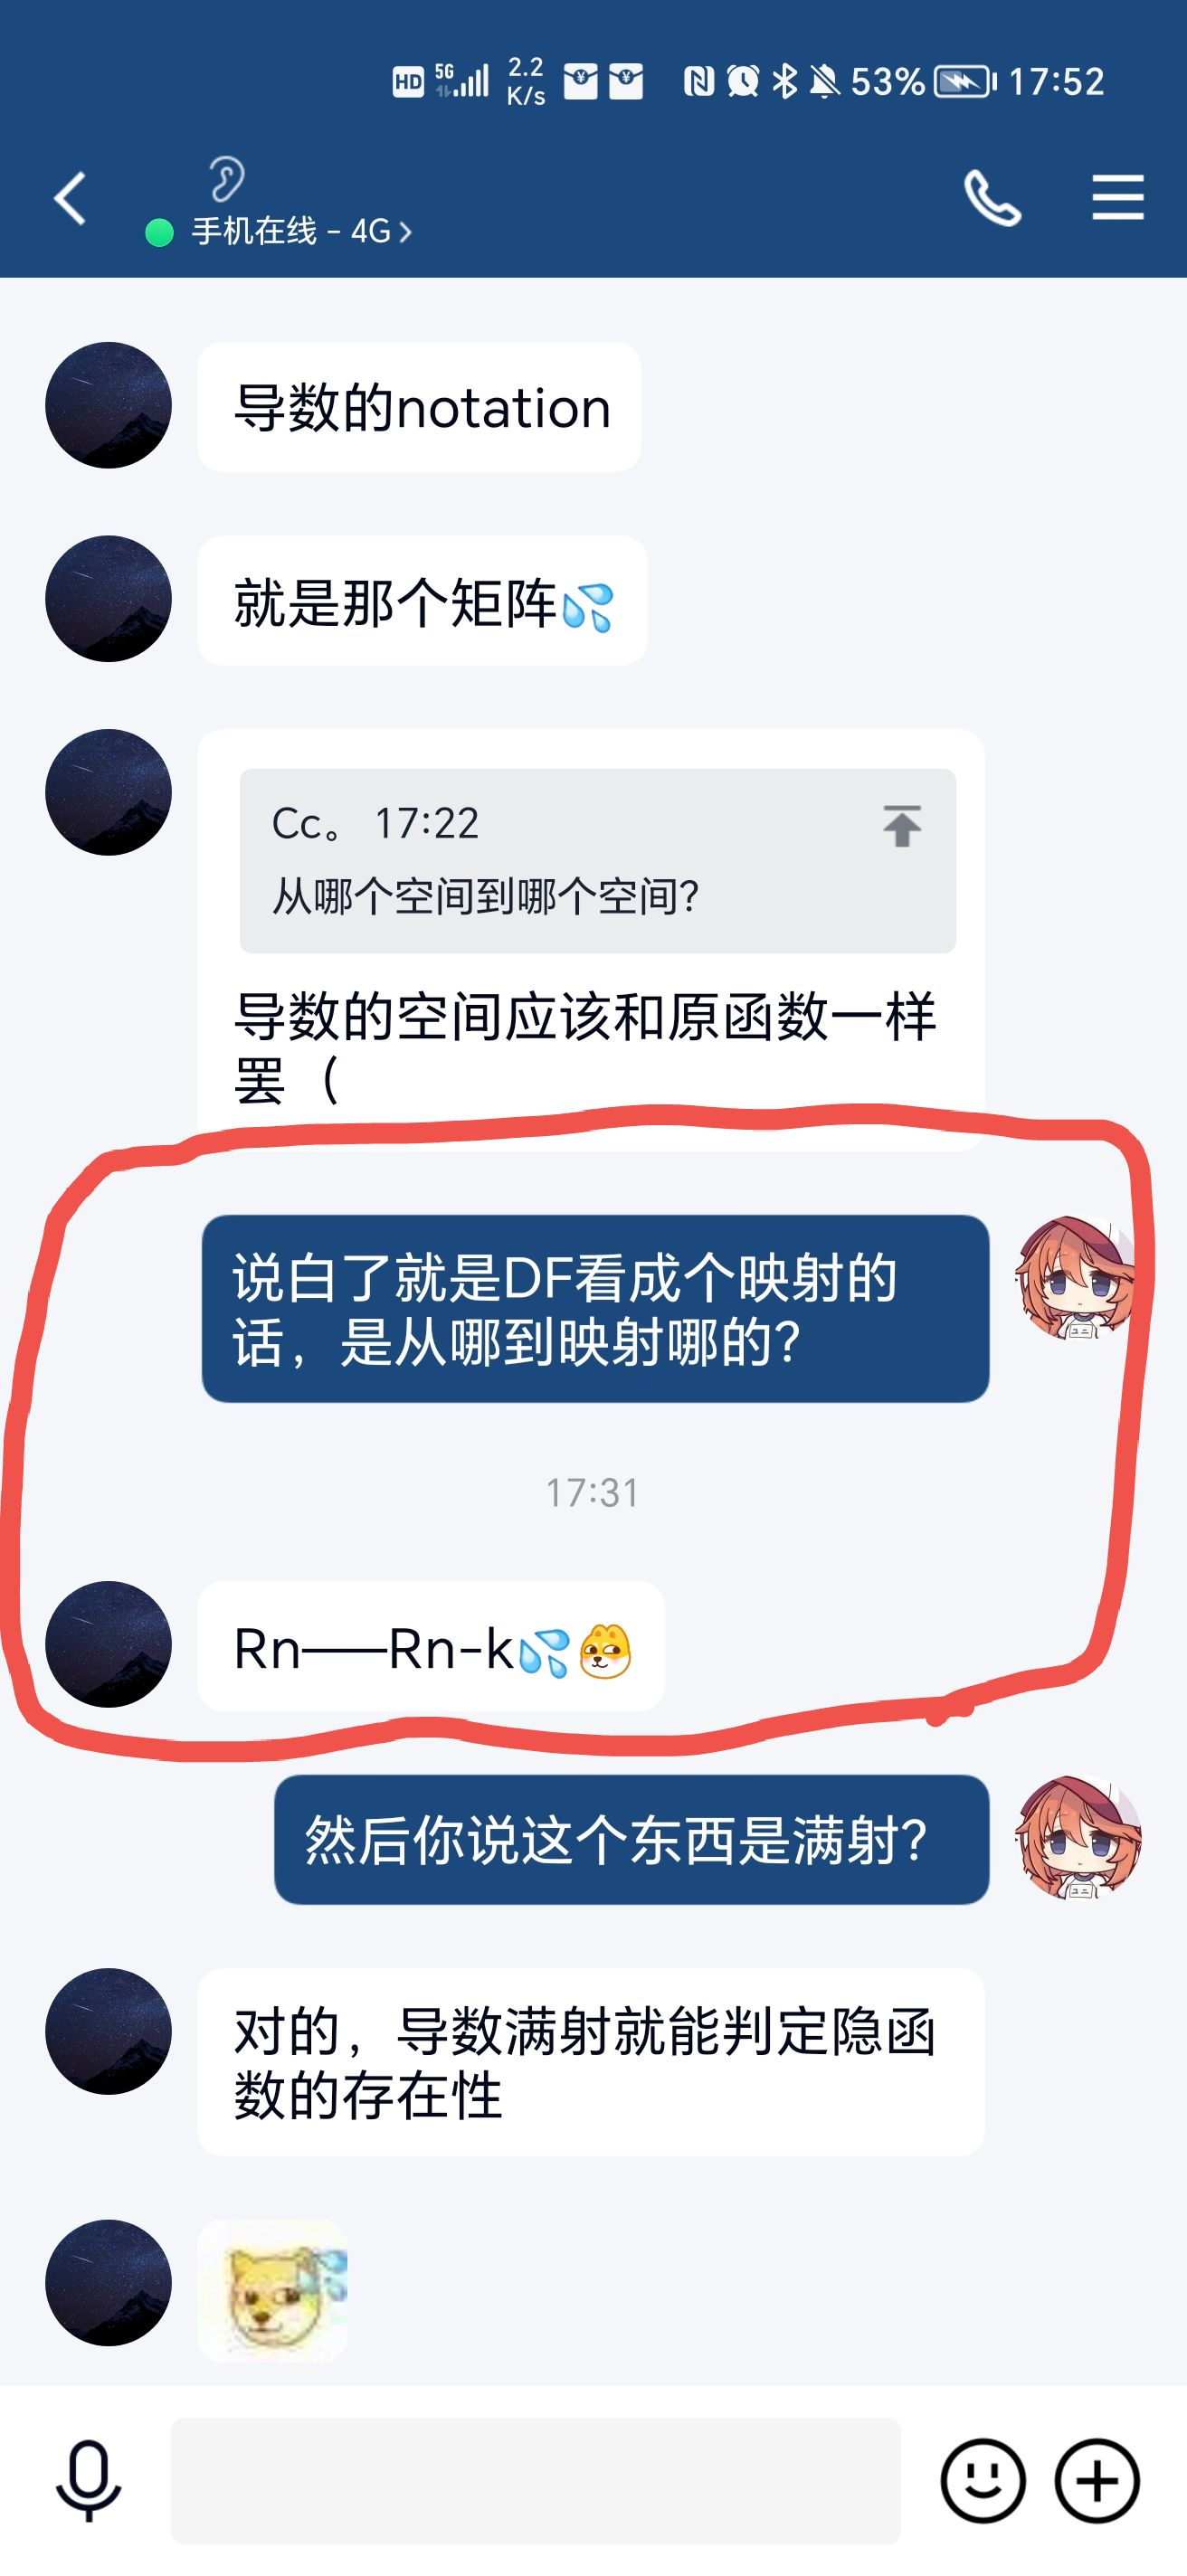 HD 5G 2.2 K/s 53% 17:52
手机在线 - 4G
导数的notation
就是那个矩阵💦
Cc。 17:22
从哪个空间到哪个空间?
导数的空间应该和原函数一样
罢（
说白了就是DF看成个映射的
话，是从哪到映射哪的？
17:31
Rn——Rn-k💦
然后你说这个东西是满射？
对的，导数满射就能判定隐函
数的存在性